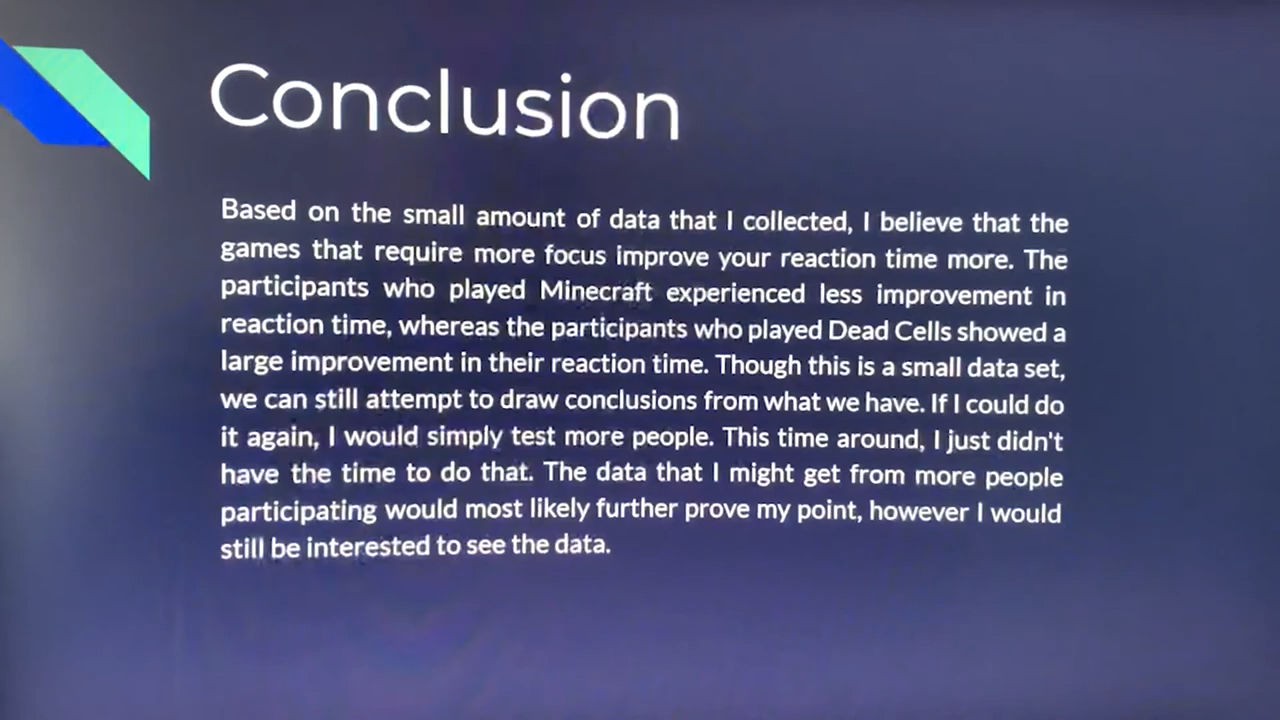 Conclusion
Based on the small amount of data that I collected, I believe that the
games that require more focus improve your reaction time more. The
participants who played Minecraft experienced less improvement in
reaction time, whereas the participants who played Dead Cells showed a
large improvement in their reaction time. Though this is a small data set,
we can still attempt to draw conclusions from what we have. If I could do
it again, I would simply test more people. This time around, I just didn't
have the time to do that. The data that I might get from more people
participating would most likely further prove my point, however I would
still be interested to see the data.